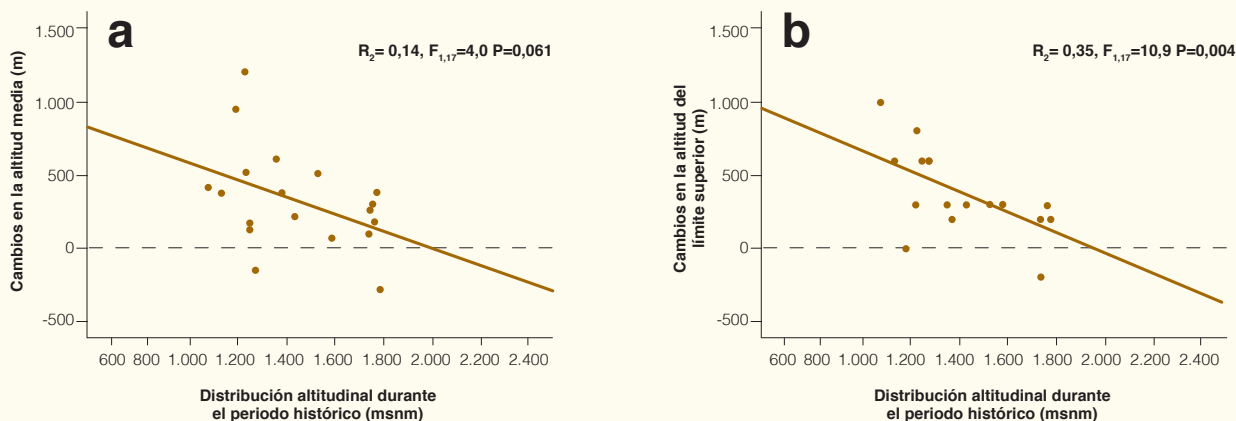 a
R2= 0,14, F1,17=4,0 P=0,061
Cambios en la altitud media (m)
1.500
1.000
500
0
-500
600 800 1.000 1.200 1.400 1.600 1.800 2.000 2.200 2.400
Distribución altitudinal durante
el periodo histórico (msnm)
b
R2= 0,35, F1,17=10,9 P=0,004
Cambios en la altitud del
límite superior (m)
1.500
1.000
500
0
-500
600 800 1.000 1.200 1.400 1.600 1.800 2.000 2.200 2.400
Distribución altitudinal durante
el periodo histórico (msnm)